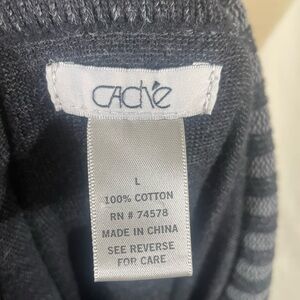 CACHÉ
L
100% COTTON
RN # 74578
MADE IN CHINA
SEE REVERSE
FOR CARE